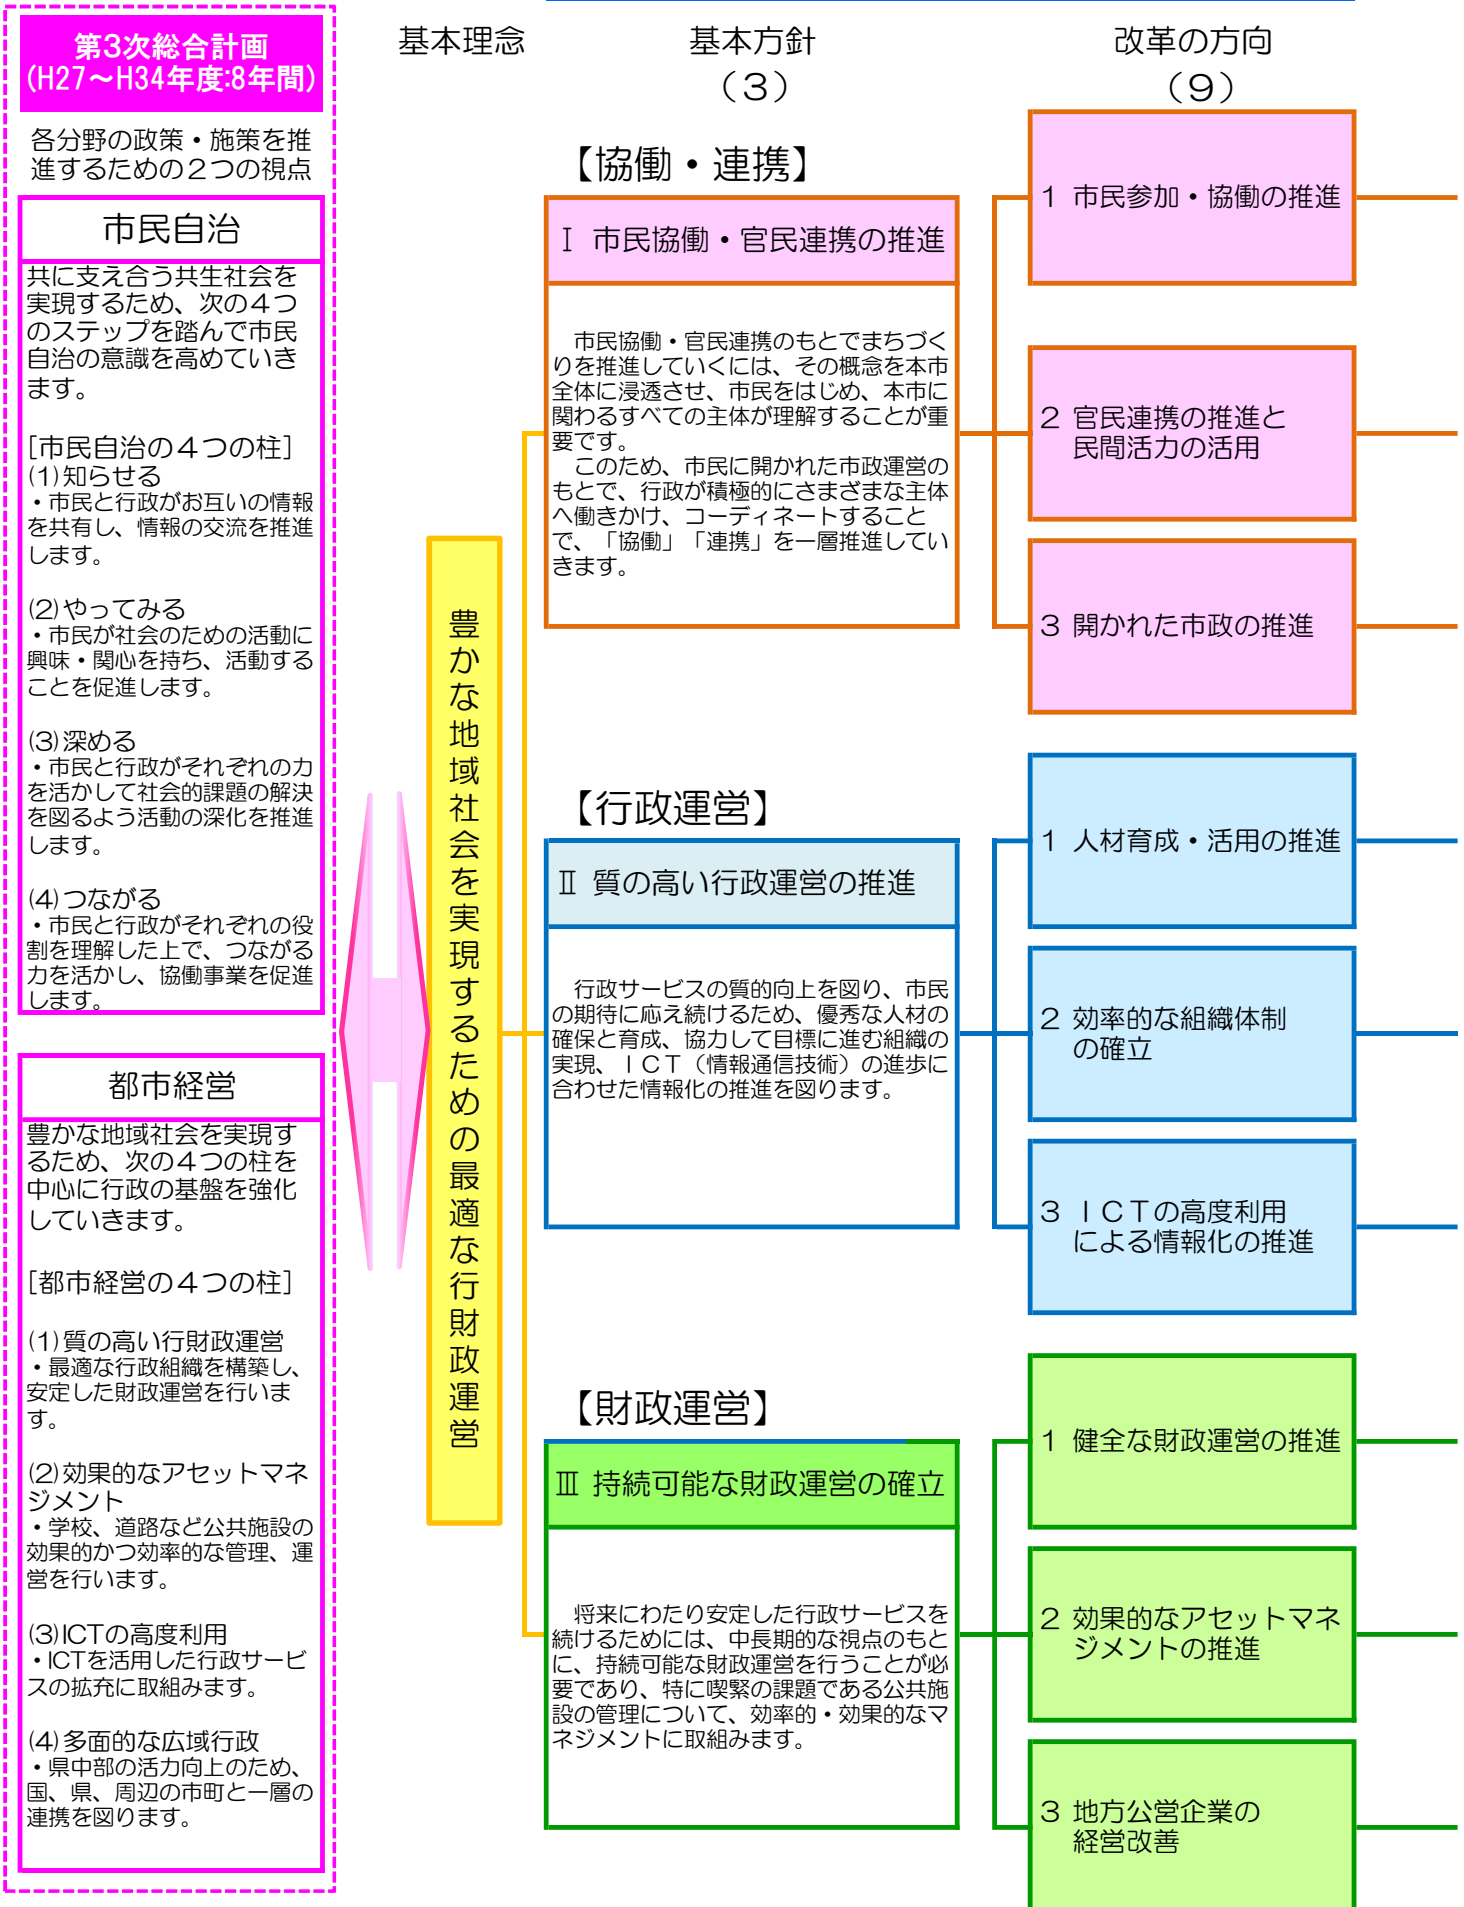 第3次総合計画
(H27～H34年度:8年間)
各分野の政策・施策を推
進するための２つの視点
市民自治
共に支え合う共生社会を
実現するため、次の４つ
のステップを踏んで市民
自治の意識を高めていき
ます。
[市民自治の４つの柱]
(1)知らせる
・市民と行政がお互いの情報
を共有し、情報の交流を推進
します。
(2)やってみる
・市民が社会のための活動に
興味・関心を持ち、活動する
ことを促進します。
(3)深める
・市民と行政がそれぞれの力
を活かして社会的課題の解決
を図るよう活動の深化を推進
します。
(4)つながる
・市民と行政がそれぞれの役
割を理解した上で、つながる
力を活かし、協働事業を促進
します。
都市経営
豊かな地域社会を実現す
るため、次の４つの柱を
中心に行政の基盤を強化
していきます。
[都市経営の４つの柱]
(1)質の高い行財政運営
・最適な行政組織を構築し、
安定した財政運営を行いま
す。
(2)効果的なアセットマネ
ジメント
・学校、道路など公共施設の
効果的かつ効率的な管理、運
営を行います。
(3)ICTの高度利用
・ICTを活用した行政サービ
スの拡充に取組みます。
(4)多面的な広域行政
・県中部の活力向上のため、
国、県、周辺の市町と一層の
連携を図ります。
基本理念
豊かな地域社会を実現するための最適な行財政運営
基本方針
（３）
【協働・連携】
Ⅰ 市民協働・官民連携の推進
　市民協働・官民連携のもとでまちづく
りを推進していくには、その概念を本市
全体に浸透させ、市民をはじめ、本市に
関わるすべての主体が理解することが重
要です。
　このため、市民に開かれた市政運営の
もとで、行政が積極的にさまざまな主体
へ働きかけ、コーディネートすること
で、「協働」「連携」を一層推進してい
きます。
【行政運営】
Ⅱ 質の高い行政運営の推進
　行政サービスの質的向上を図り、市民
の期待に応え続けるため、優秀な人材の
確保と育成、協力して目標に進む組織の
実現、ＩＣＴ（情報通信技術）の進歩に
合わせた情報化の推進を図ります。
【財政運営】
Ⅲ 持続可能な財政運営の確立
　将来にわたり安定した行政サービスを
続けるためには、中長期的な視点のもと
に、持続可能な財政運営を行うことが必
要であり、特に喫緊の課題である公共施
設の管理について、効率的・効果的なマ
ネジメントに取組みます。
改革の方向
（９）
１ 市民参加・協働の推進
２ 官民連携の推進と
民間活力の活用
３ 開かれた市政の推進
１ 人材育成・活用の推進
２ 効率的な組織体制
の確立
３ ＩＣＴの高度利用
による情報化の推進
１ 健全な財政運営の推進
２ 効果的なアセットマネ
ジメントの推進
３ 地方公営企業の
経営改善